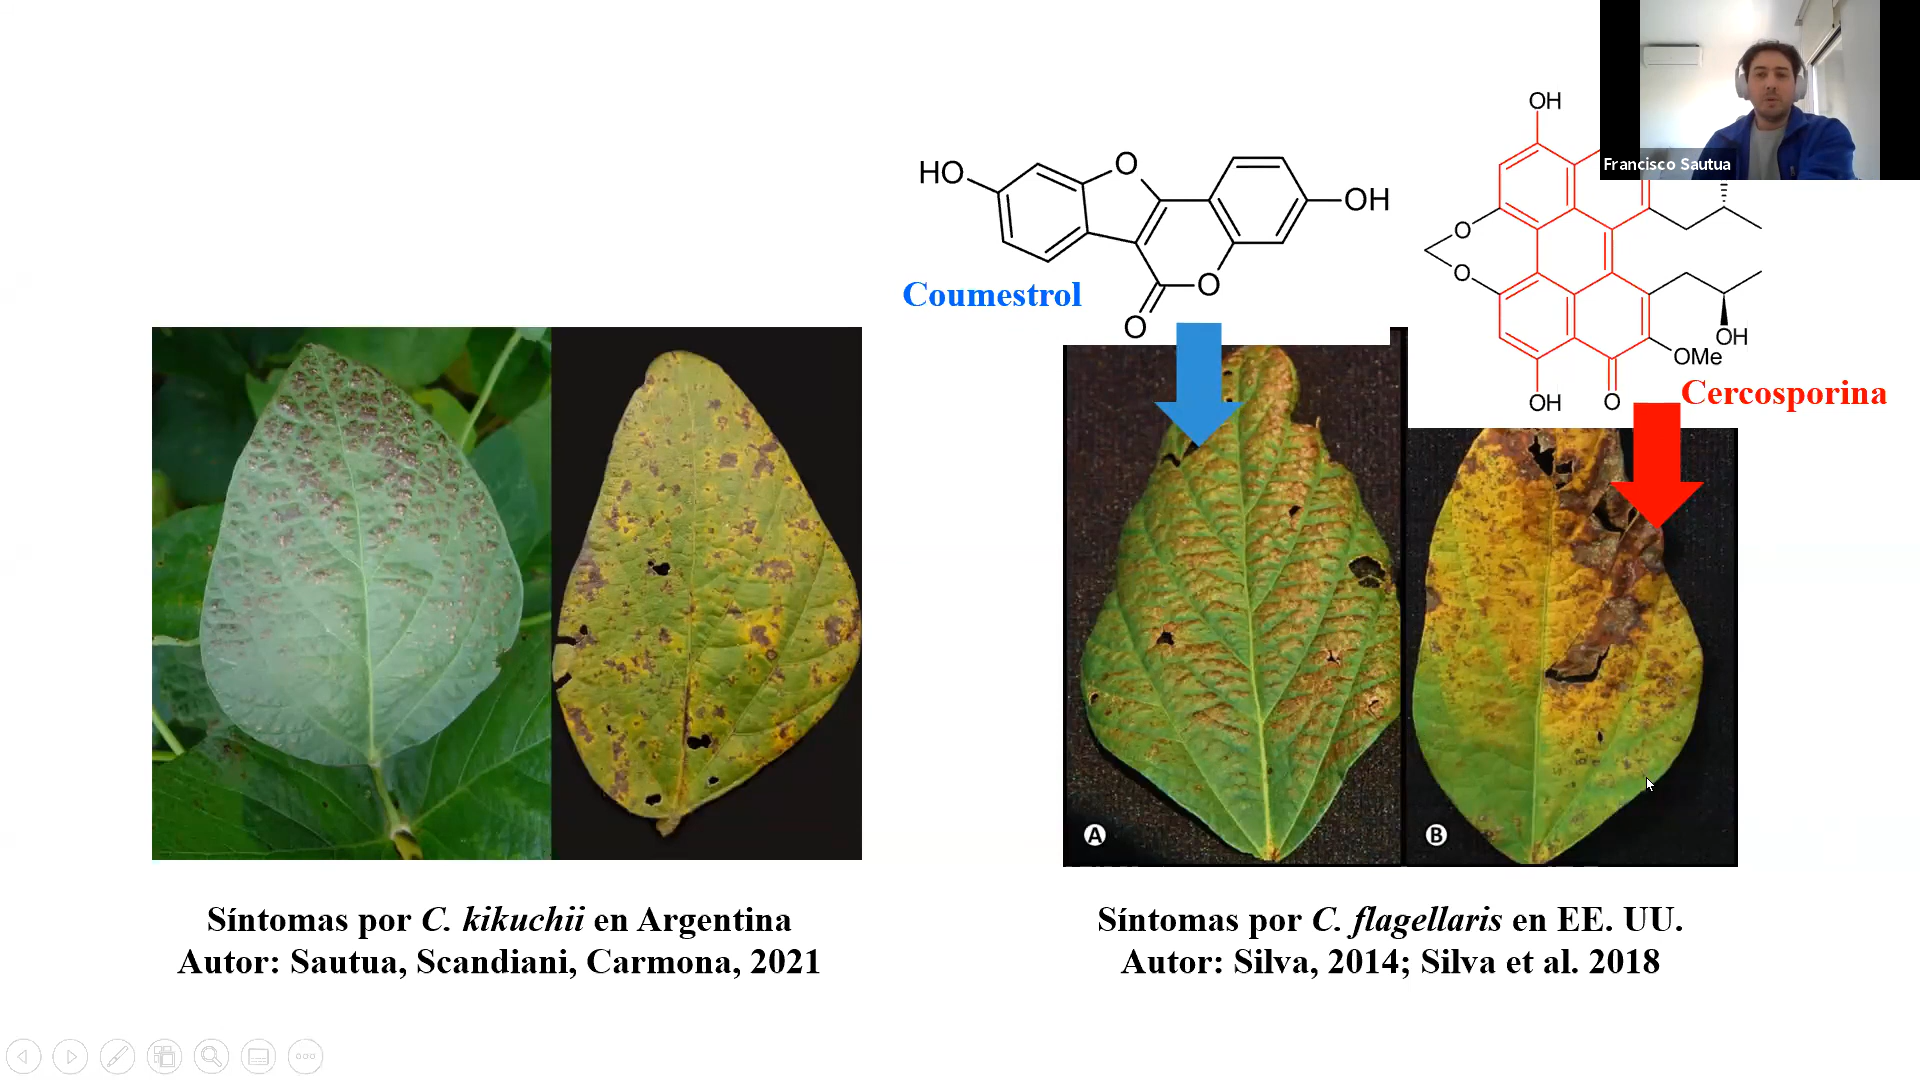 Francisco Sautua
OH
HO
O
OH
O
O
Coumestrol
O
O
OH
OMe
OH
O
Cercosporina
A
B
Síntomas por C. kikuchii en Argentina
Autor: Sautua, Scandiani, Carmona, 2021
Síntomas por C. flagellaris en EE. UU.
Autor: Silva, 2014; Silva et al. 2018